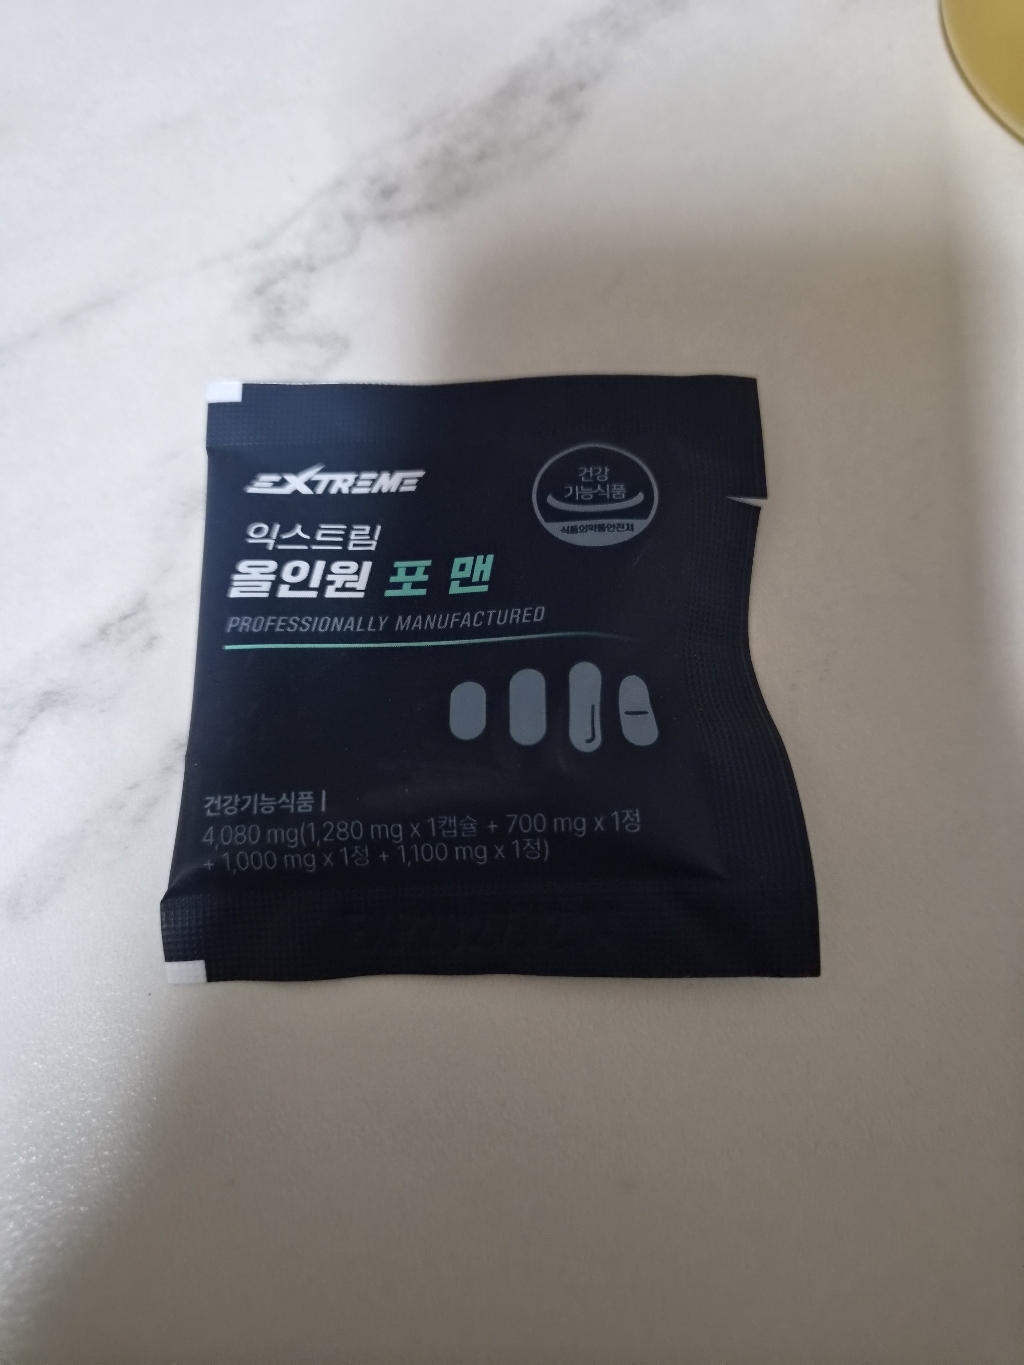 EXTREME
건강
기능식품
식품의약품안전처
익스트림
올인원 포 맨
PROFESSIONALLY MANUFACTURED
건강기능식품 |
4,080 mg(1,280 mg x 1캡슐 + 700 mg x 1정
+ 1,000 mg x 1정 + 1,100 mg x 1정)